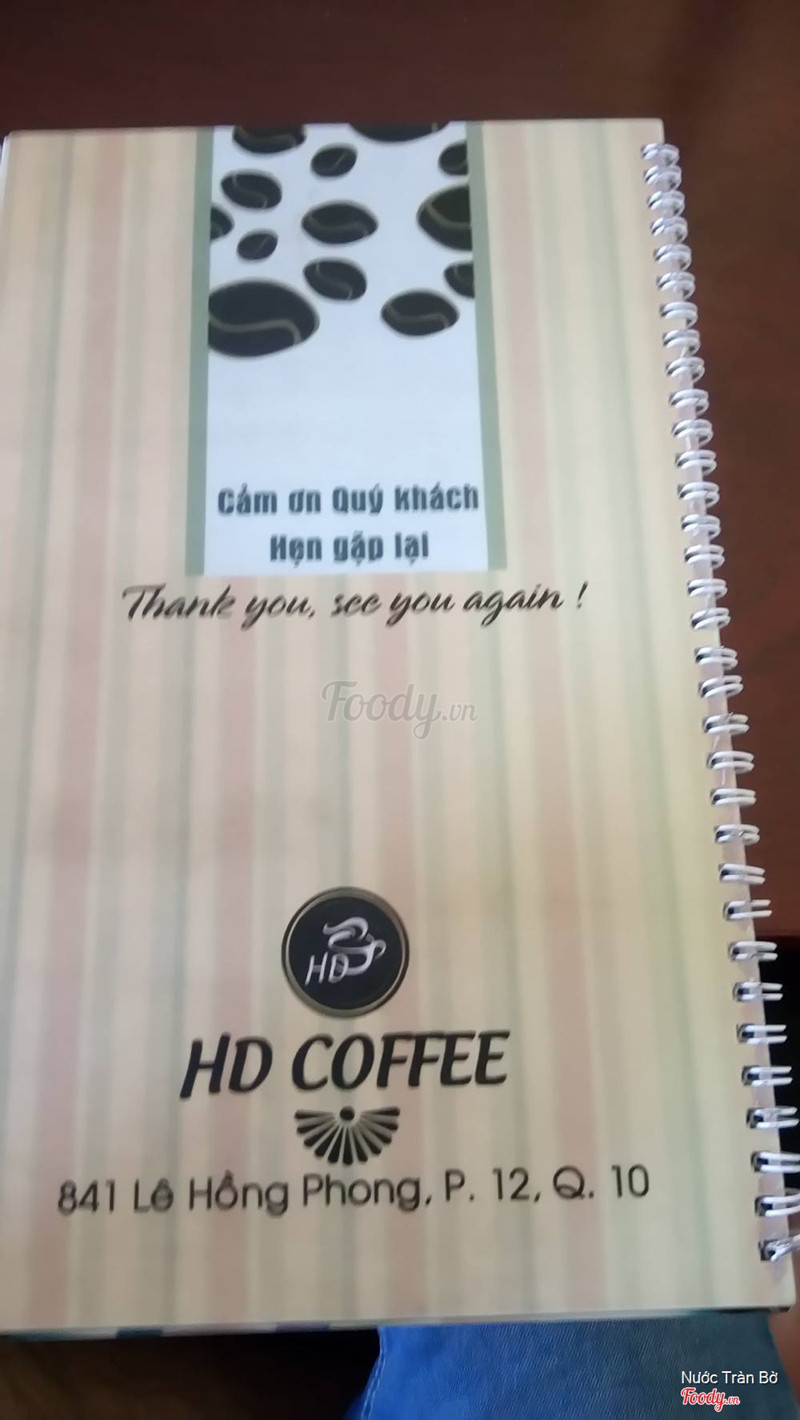 Cảm ơn Quý khách
Hẹn gặp lại
Thank you, see you again !
Foody.vn
HD
HD COFFEE
841 Lê Hồng Phong, P. 12, Q. 10
Nước Tràn Bờ
Foody.vn